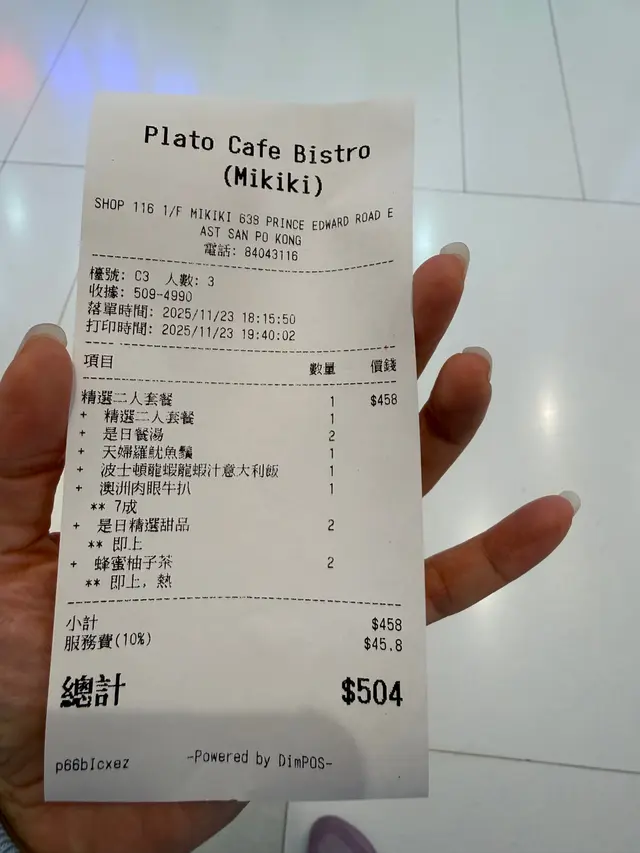 Plato Cafe Bistro
(Mikiki)
SHOP 116 1/F MIKIKI 638 PRINCE EDWARD ROAD E
AST SAN PO KONG
電話: 84043116
檯號: C3 人數: 3
收據: 509-4990
落單時間: 2025/11/23 18:15:50
打印時間: 2025/11/23 19:40:02
項目 數量 價錢
精選二人套餐 1 $458
+ 精選二人套餐 1
+ 是日餐湯 2
+ 天婦羅魷魚鬚 1
+ 波士頓龍蝦龍蝦汁意大利飯 1
+ 澳洲肉眼牛扒 1
** 7成
+ 是日精選甜品 2
** 即上
+ 蜂蜜柚子茶 2
** 即上, 熱
小計 $458
服務費(10%) $45.8
總計 $504
p66bIcxez -Powered by DimPOS-